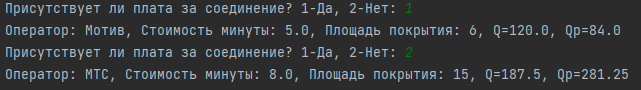 Присутствует ли плата за соединение? 1-Да, 2-Нет: 1
Оператор: Мотив, Стоимость минуты: 5.0, Площадь покрытия: 6, Q=120.0, Qp=84.0
Присутствует ли плата за соединение? 1-Да, 2-Нет: 2
Оператор: МТС, Стоимость минуты: 8.0, Площадь покрытия: 15, Q=187.5, Qp=281.25